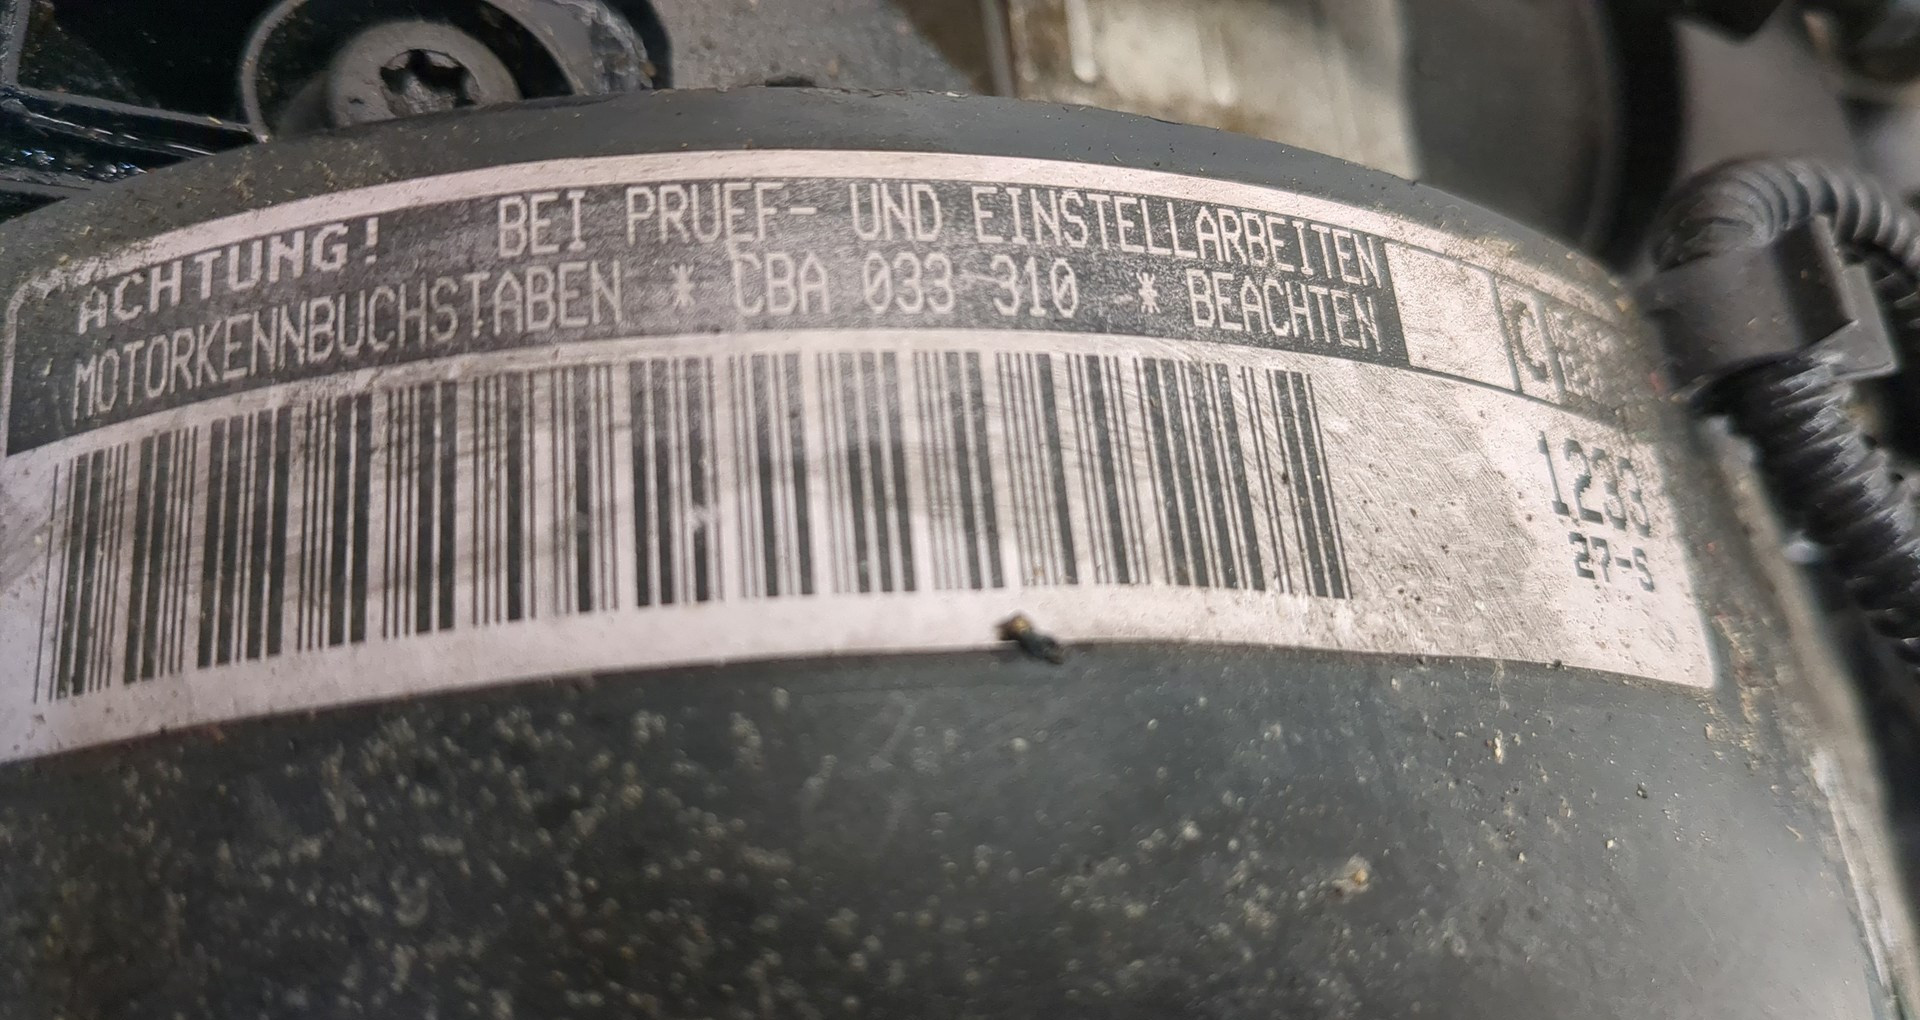 ACHTUNG! BEI PRUEF- UND EINSTELLARBEITEN
MOTORKENNBUCHSTABEN * CBA 033 310 * BEACHTEN
C
1233
27-S